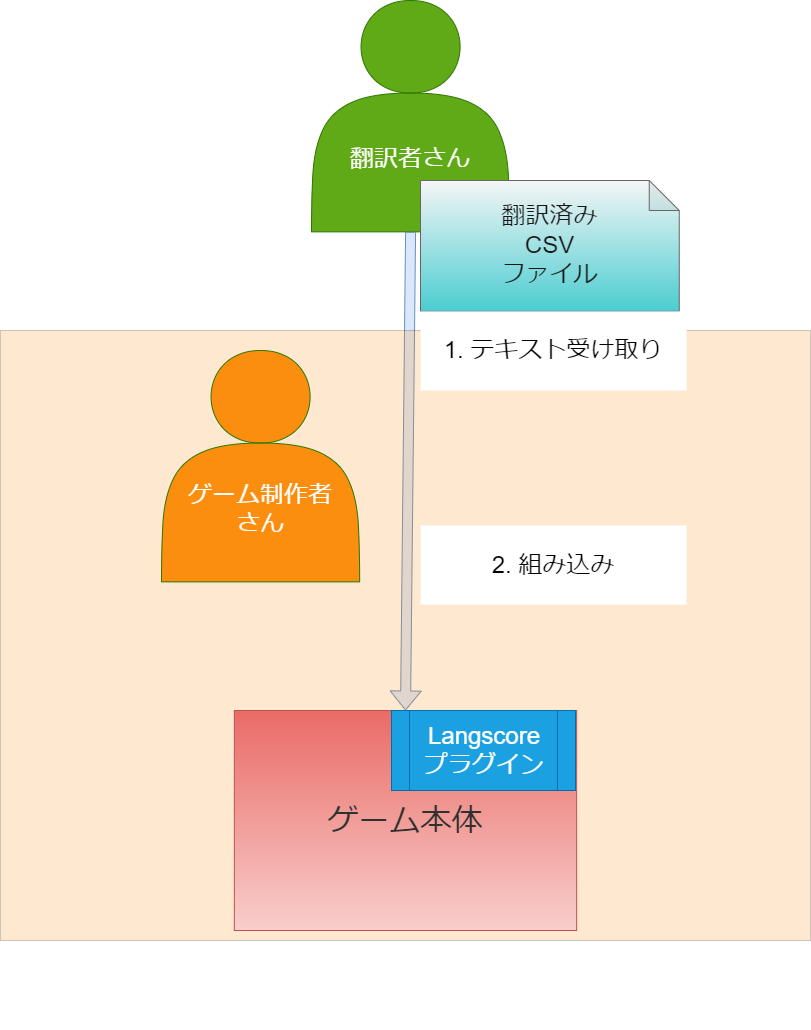 翻訳者さん
翻訳済み
CSV
ファイル
1. テキスト受け取り
ゲーム制作者
さん
2. 組み込み
Langscore
プラグイン
ゲーム本体